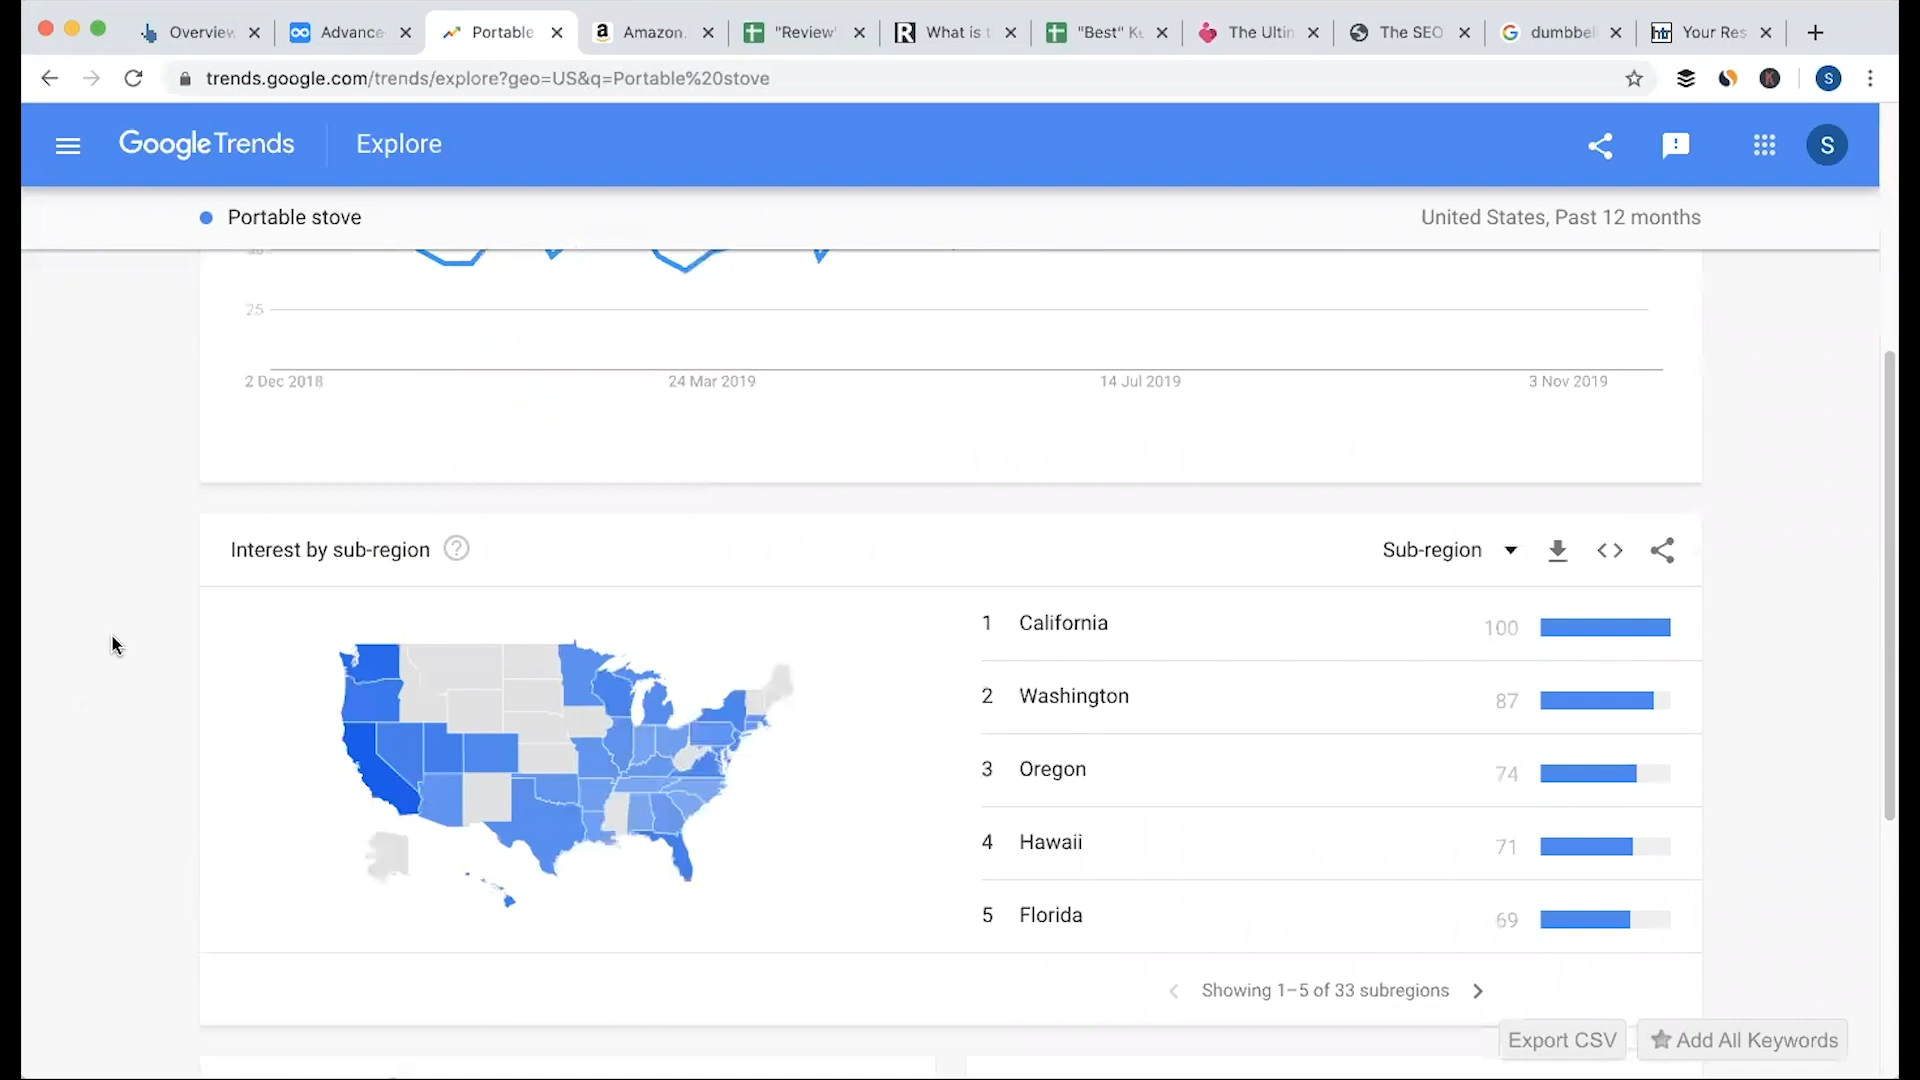 Overview
Advance
Portable
Amazon.
"Review"
What is t
"Best" Ke
The Ultin
The SEO
dumbbel
Your Res
trends.google.com/trends/explore?geo=US&q=Portable%20stove
S
Google Trends
Explore
S
Portable stove
United States, Past 12 months
25
2 Dec 2018
24 Mar 2019
14 Jul 2019
3 Nov 2019
Interest by sub-region
Sub-region
1 California 100
2 Washington 87
3 Oregon 74
4 Hawaii 71
5 Florida 69
Showing 1–5 of 33 subregions
Export CSV
Add All Keywords